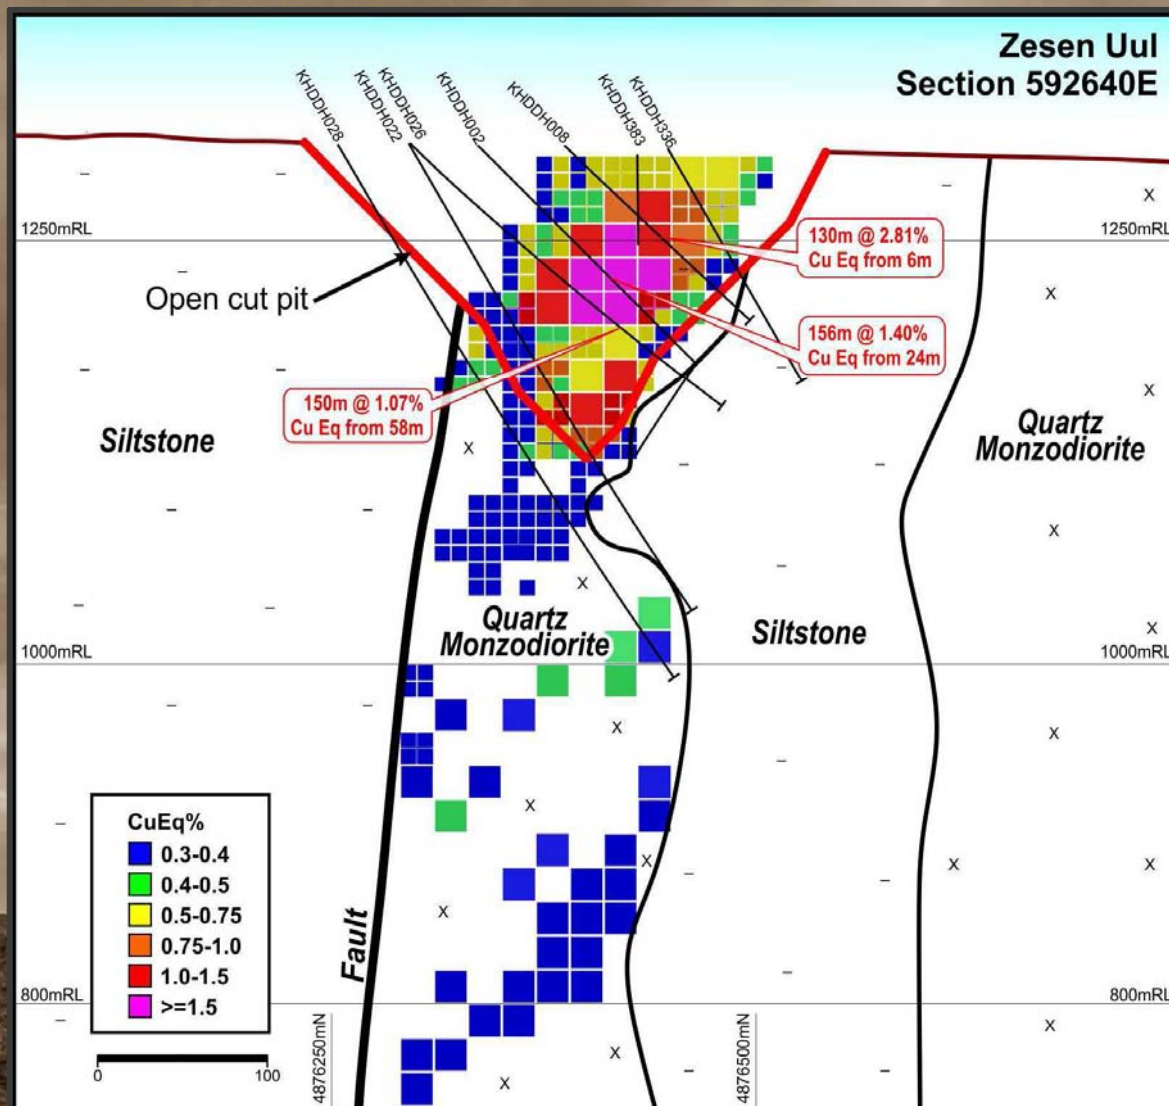 Zesen Uul
Section 592640E
KHDDH028
KHDDH022
KHDDH026
KHDDH002
KHDDH008
KHDDH383
KHDDH336
1250mRL
1250mRL
130m @ 2.81%
Cu Eq from 6m
Open cut pit
156m @ 1.40%
Cu Eq from 24m
150m @ 1.07%
Cu Eq from 58m
Siltstone
Quartz
Monzodiorite
Quartz
Monzodiorite
Siltstone
1000mRL
1000mRL
CuEq%
0.3-0.4
0.4-0.5
0.5-0.75
0.75-1.0
1.0-1.5
>=1.5
Fault
800mRL
800mRL
0 100
4876250mN
4876500mN